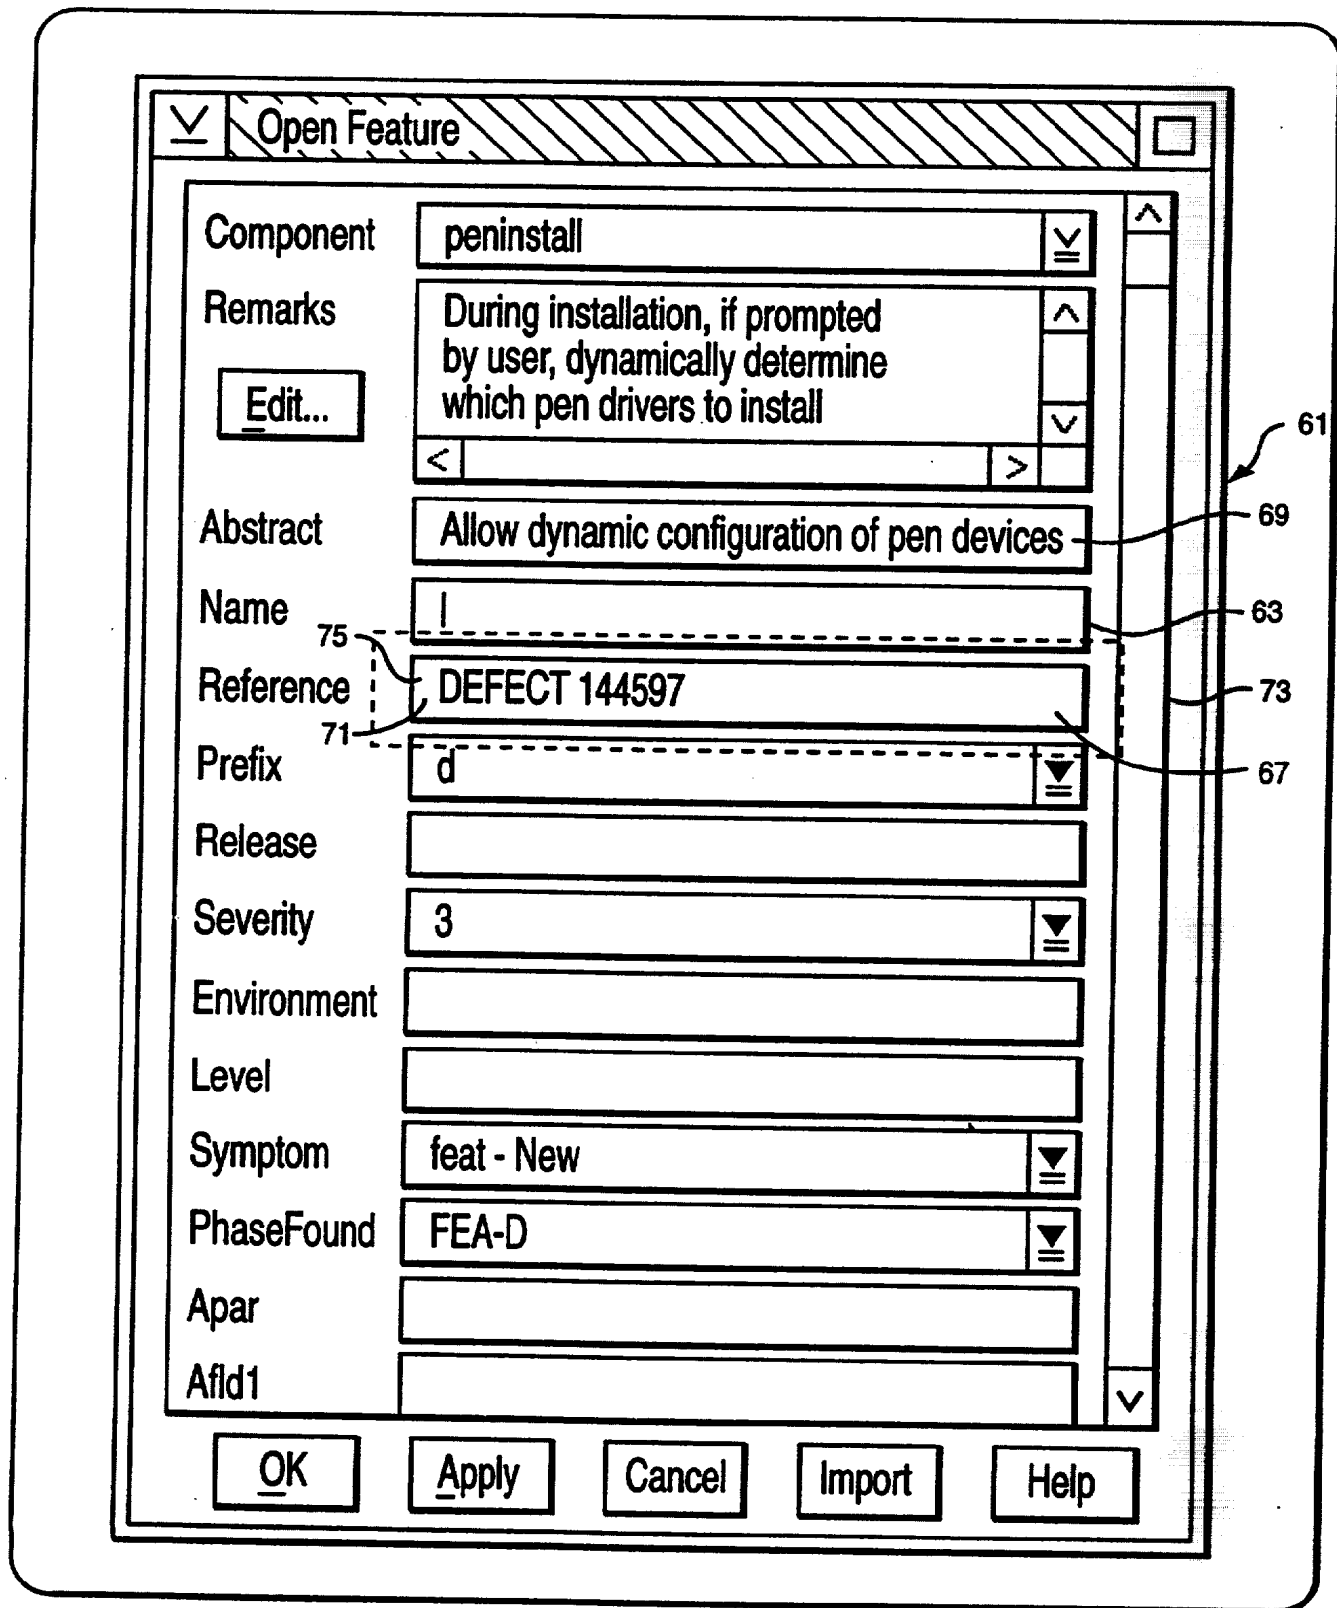 Open Feature
Component
peninstall
Remarks
During installation, if prompted
by user, dynamically determine
which pen drivers to install
Edit...
61
Abstract
Allow dynamic configuration of pen devices
69
Name
63
75
Reference
DEFECT 144597
73
71
Prefix
d
67
Release
Severity
3
Environment
Level
Symptom
feat - New
PhaseFound
FEA-D
Apar
Afld1
OK
Apply
Cancel
Import
Help